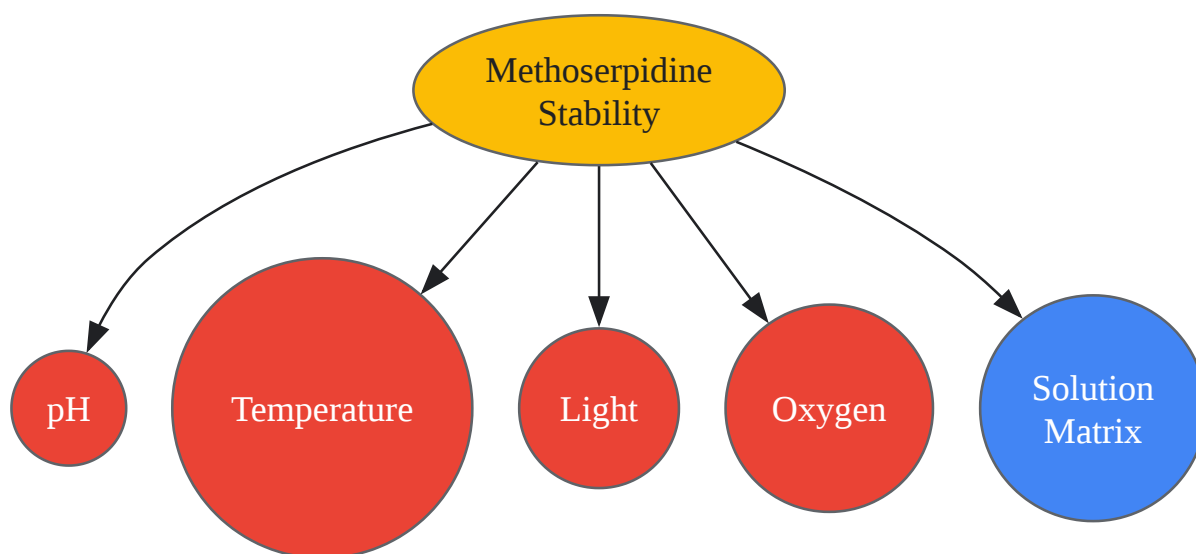 Methoserpidine
Stability
pH
Temperature
Light
Oxygen
Solution
Matrix